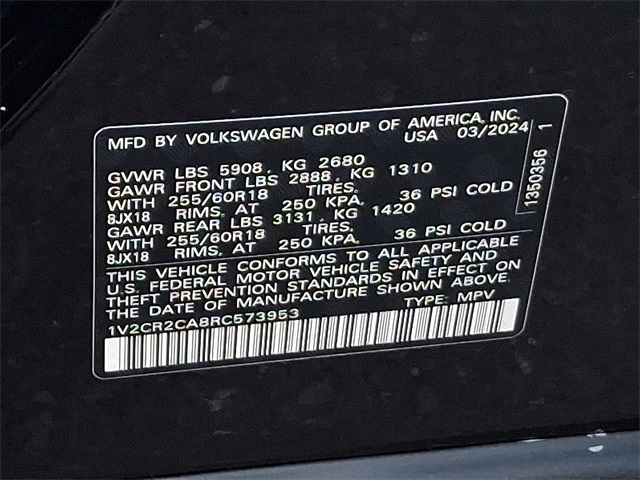 MFD BY VOLKSWAGEN GROUP OF AMERICA, INC.
USA 03/2024
GVWR LBS 5908, KG 2680
GAWR FRONT LBS 2888, KG 1310
WITH 255/60R18 TIRES,
8JX18 RIMS, AT 250 KPA, 36 PSI COLD
GAWR REAR LBS 3131, KG 1420
WITH 255/60R18 TIRES,
8JX18 RIMS, AT 250 KPA, 36 PSI COLD
THIS VEHICLE CONFORMS TO ALL APPLICABLE
U.S. FEDERAL MOTOR VEHICLE SAFETY AND
THEFT PREVENTION STANDARDS IN EFFECT ON
THE DATE OF MANUFACTURE SHOWN ABOVE.
1V2CR2CA8RC573953 TYPE: MPV
1350356 1